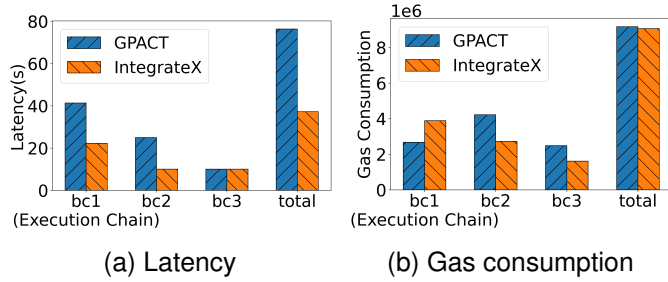 80
60
40
20
0
Latency(s)
GPACT
IntegrateX
bc1
bc2
bc3
total
(Execution Chain)
(a) Latency
1e6
8
6
4
2
0
Gas Consumption
GPACT
IntegrateX
bc1
bc2
bc3
total
(Execution Chain)
(b) Gas consumption